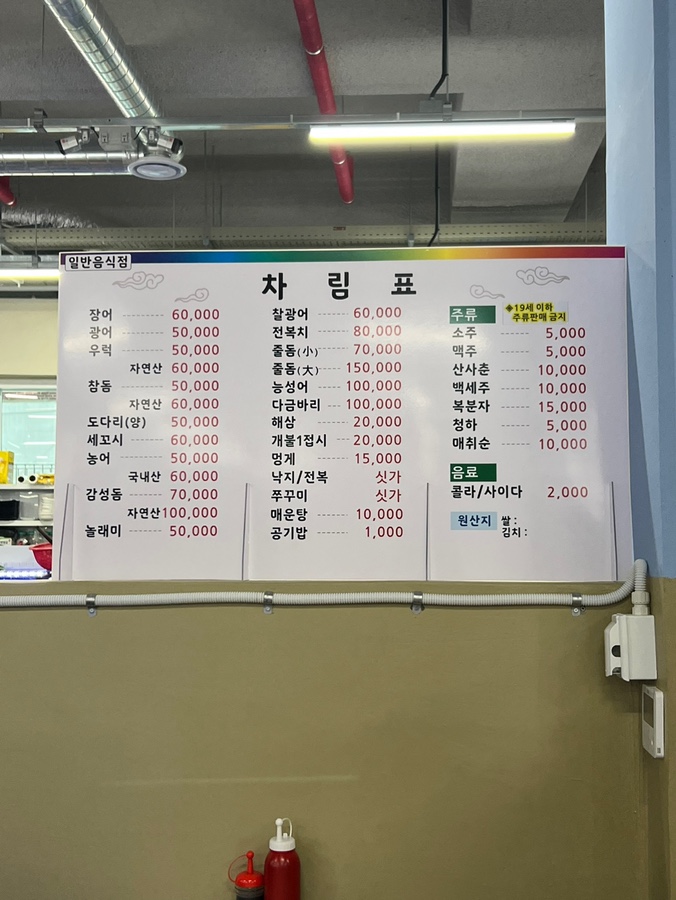 일반음식점
차 림 표
장어 60,000
광어 50,000
우럭 50,000
자연산 60,000
참돔 50,000
자연산 60,000
도다리(양) 50,000
세꼬시 60,000
농어 50,000
국내산 60,000
감성돔 70,000
자연산 100,000
놀래미 50,000
찰광어 60,000
전복치 80,000
줄돔(小) 70,000
줄돔(大) 150,000
능성어 100,000
다금바리 100,000
해삼 20,000
개불1접시 20,000
멍게 15,000
낙지/전복 싯가
쭈꾸미 싯가
매운탕 10,000
공기밥 1,000
주류
◈19세 이하
주류판매 금지
소주 5,000
맥주 5,000
산사춘 10,000
백세주 10,000
복분자 15,000
청하 5,000
매취순 10,000
음료
콜라/사이다 2,000
원산지
쌀 :
김치 :